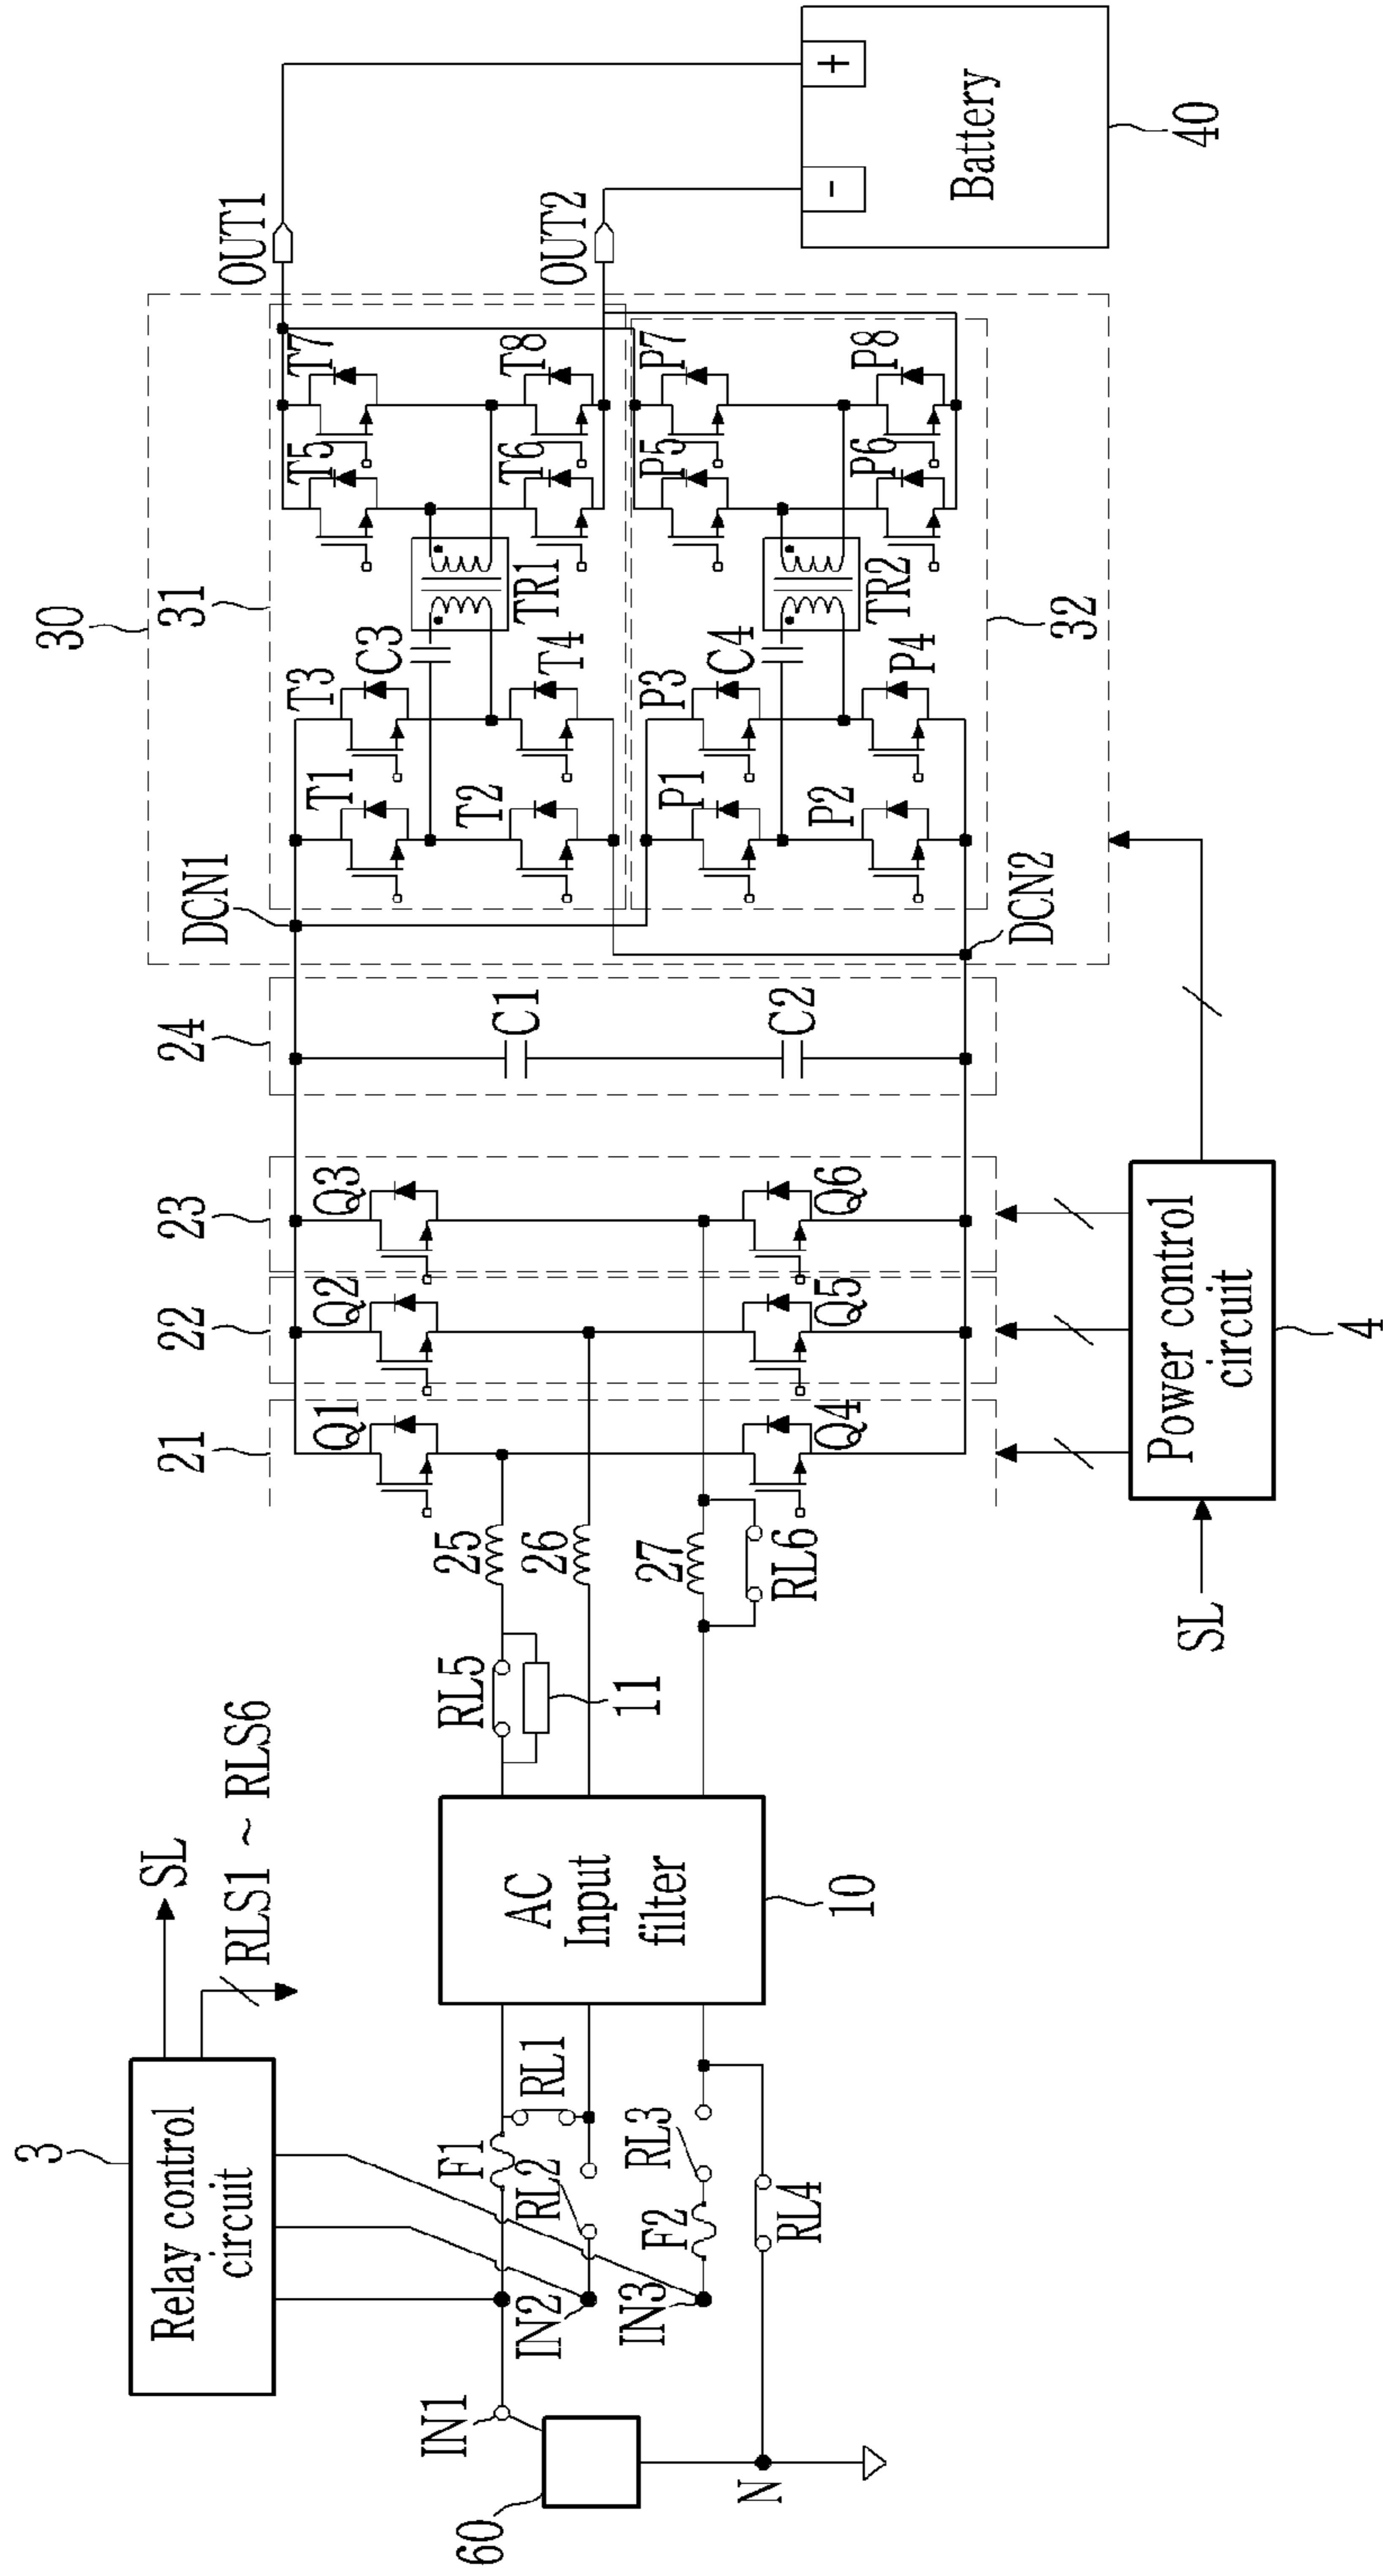 3
Relay control
circuit
SL
RLS1 ~ RLS6
60
IN1
IN2
IN3
N
F1
RL1
RL2
RL3
F2
RL4
AC
Input
filter
10
RL5
11
25
26
27
RL6
21
22
23
24
Q1
Q2
Q3
Q4
Q5
Q6
C1
C2
SL
Power control
circuit
4
30
31
32
DCN1
DCN2
T1
T2
T3
T4
C3
TR1
T5
T6
T7
T8
P1
P2
P3
P4
C4
TR2
P5
P6
P7
P8
OUT1
OUT2
+
-
Battery
40